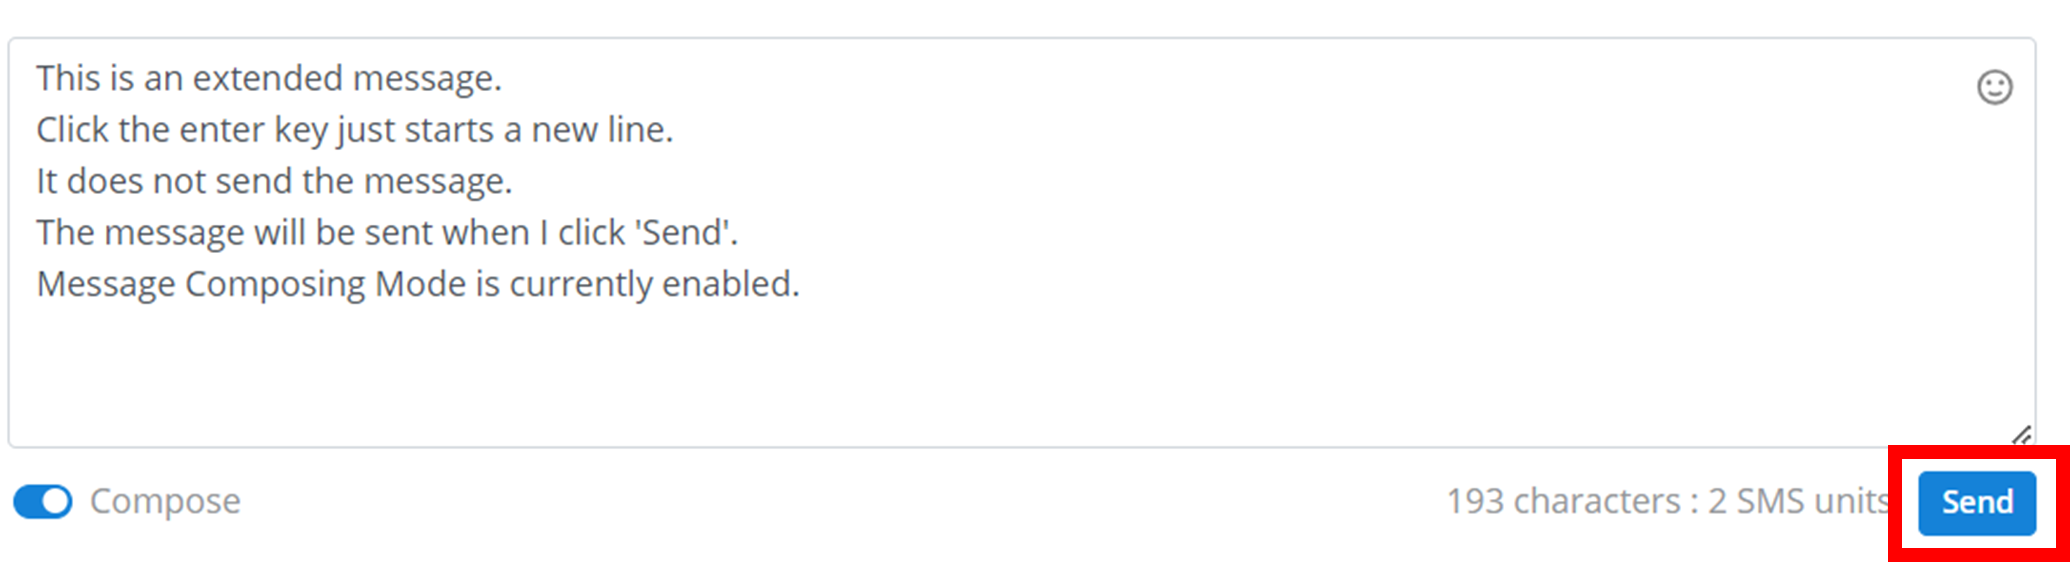 This is an extended message.
Click the enter key just starts a new line.
It does not send the message.
The message will be sent when I click 'Send'.
Message Composing Mode is currently enabled.
Compose
193 characters : 2 SMS units
Send